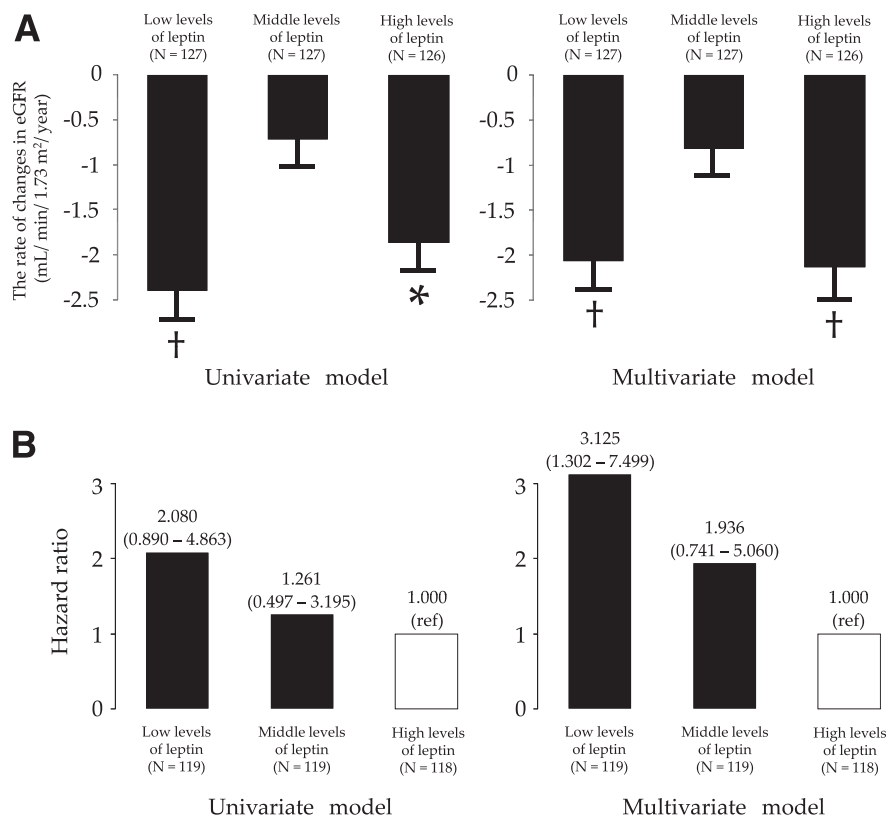 A
Low levels
of leptin
(N = 127)
Middle levels
of leptin
(N = 127)
High levels
of leptin
(N = 126)
Low levels
of leptin
(N = 127)
Middle levels
of leptin
(N = 127)
High levels
of leptin
(N = 126)
The rate of changes in eGFR
(mL/ min/ 1.73 m²/ year)
0
-0.5
-1
-1.5
-2
-2.5
†
*
0
-0.5
-1
-1.5
-2
-2.5
†
†
Univariate model
Multivariate model
B
Hazard ratio
3
2
1
0
2.080
(0.890 – 4.863)
1.261
(0.497 – 3.195)
1.000
(ref)
3
2
1
0
3.125
(1.302 – 7.499)
1.936
(0.741 – 5.060)
1.000
(ref)
Low levels
of leptin
(N = 119)
Middle levels
of leptin
(N = 119)
High levels
of leptin
(N = 118)
Low levels
of leptin
(N = 119)
Middle levels
of leptin
(N = 119)
High levels
of leptin
(N = 118)
Univariate model
Multivariate model